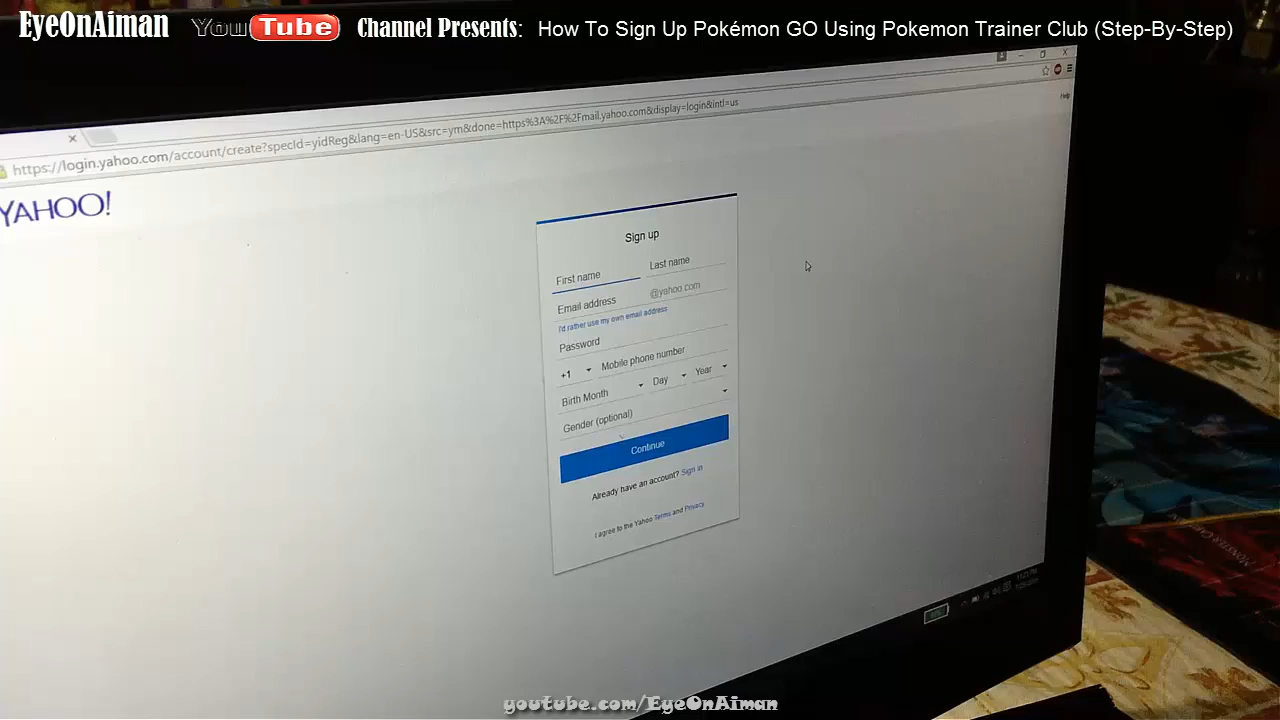 EyeOnAiman YouTube Channel Presents: How To Sign Up Pokémon GO Using Pokemon Trainer Club (Step-By-Step)
https://login.yahoo.com/account/create?specId=yidReg&lang=en-US&src=ym&done=https%3A%2F%2Fmail.yahoo.com&display=login&intl=us
Help
YAHOO!
Sign up
First name Last name
Email address @yahoo.com
I'd rather use my own email address
Password
+1 Mobile phone number
Birth Month Day Year
Gender (optional)
Continue
Already have an account? Sign in
I agree to the Yahoo Terms and Privacy
youtube.com/EyeOnAiman